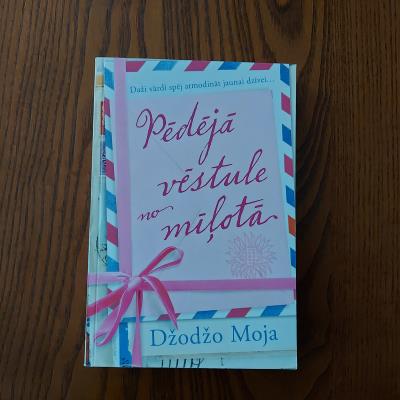 Daži vārdi spēj atmodināt jaunai dzīvei...
Pēdējā
vēstule
no mīļotā
Džodžo Moja